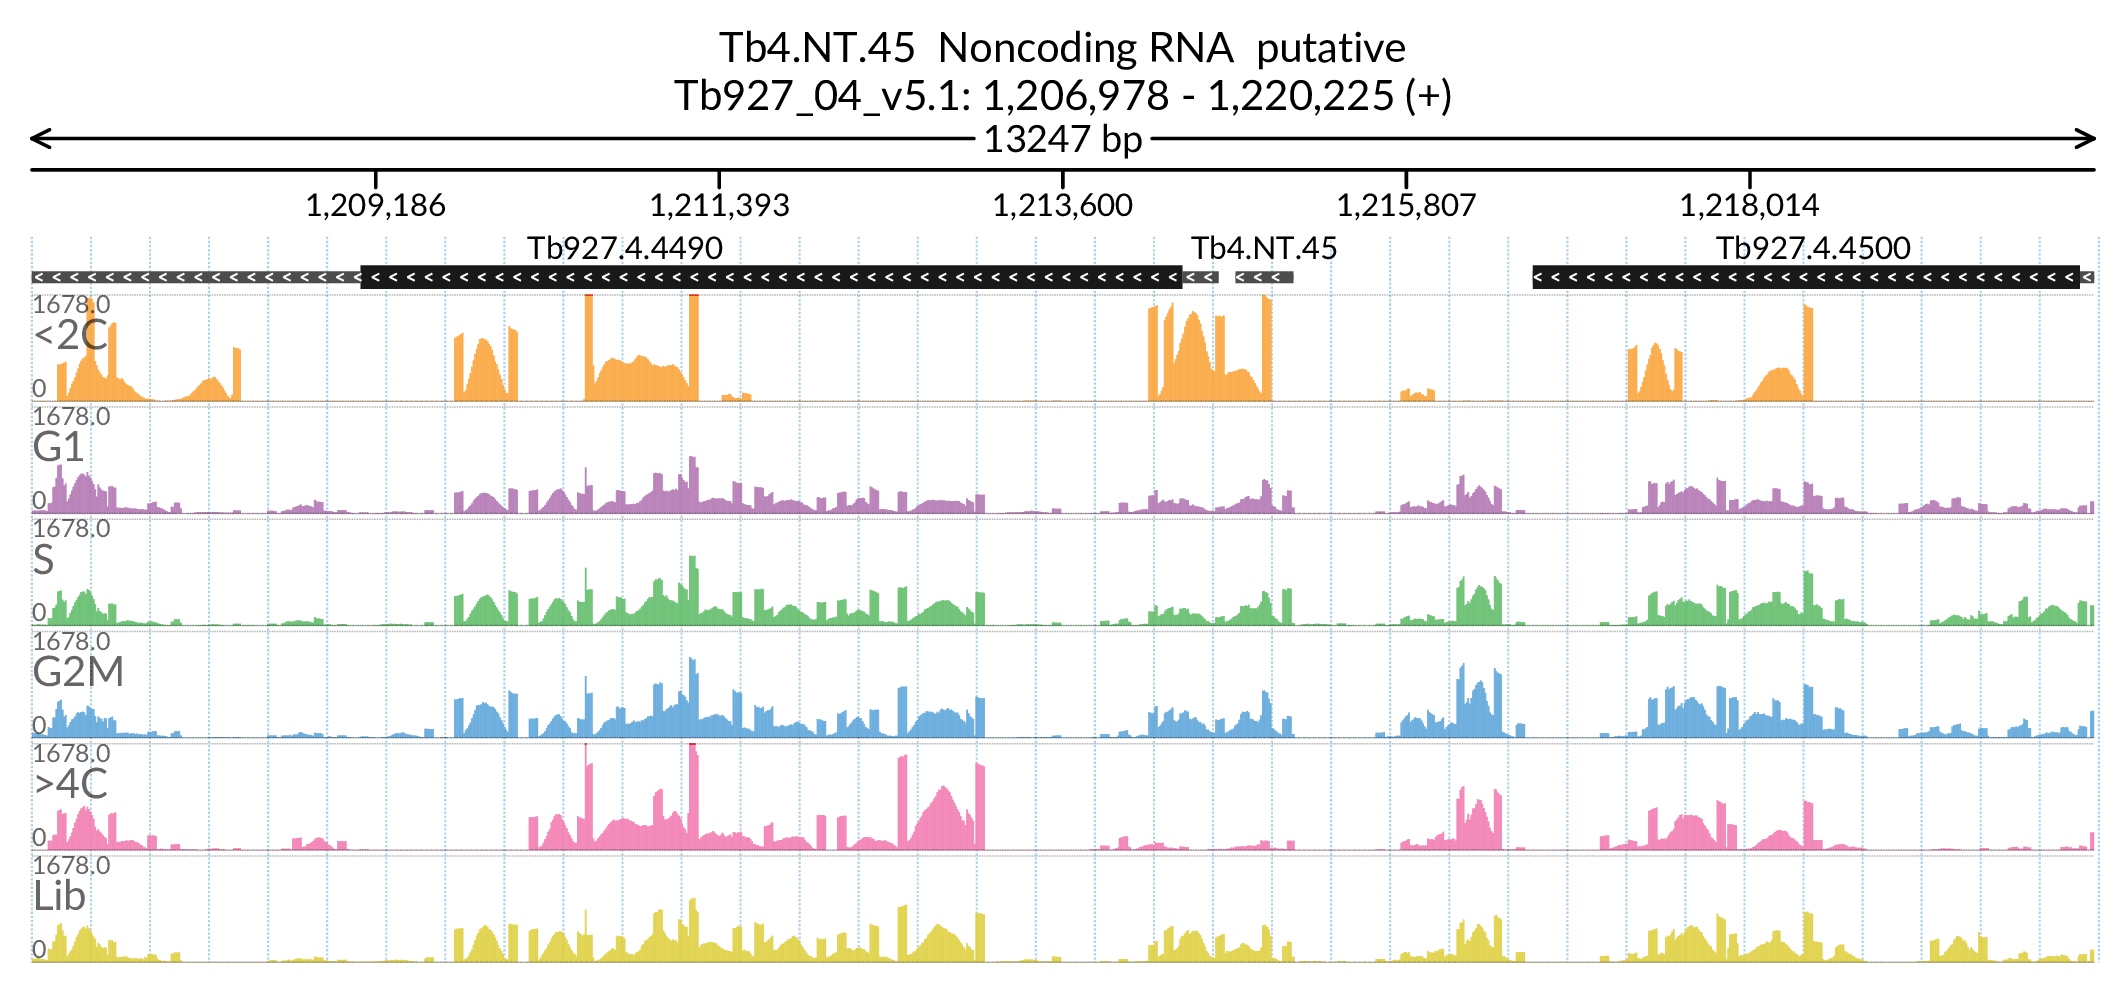 Tb4.NT.45 Noncoding RNA putative
Tb927_04_v5.1: 1,206,978 - 1,220,225 (+)
13247 bp
1,209,186 1,211,393 1,213,600 1,215,807 1,218,014
Tb927.4.4490 Tb4.NT.45 Tb927.4.4500
1678.0
<2C
0
1678.0
G1
0
1678.0
S
0
1678.0
G2M
0
1678.0
>4C
0
1678.0
Lib
0